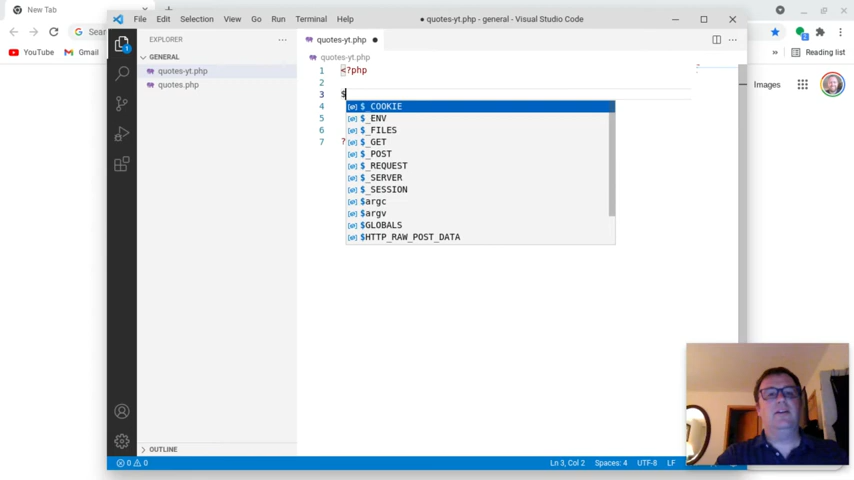 New Tab
File Edit Selection View Go Run Terminal Help
● quotes-yt.php - general - Visual Studio Code
Sear
YouTube
Gmail
Reading list
Images
EXPLORER
GENERAL
quotes-yt.php
quotes.php
OUTLINE
quotes-yt.php ●
quotes-yt.php
1 <?php
2
3 $
4
5
6
7 ?
$_COOKIE
$_ENV
$_FILES
$_GET
$_POST
$_REQUEST
$_SERVER
$_SESSION
$argc
$argv
$GLOBALS
$HTTP_RAW_POST_DATA
0 0
Ln 3, Col 2 Spaces: 4 UTF-8 LF